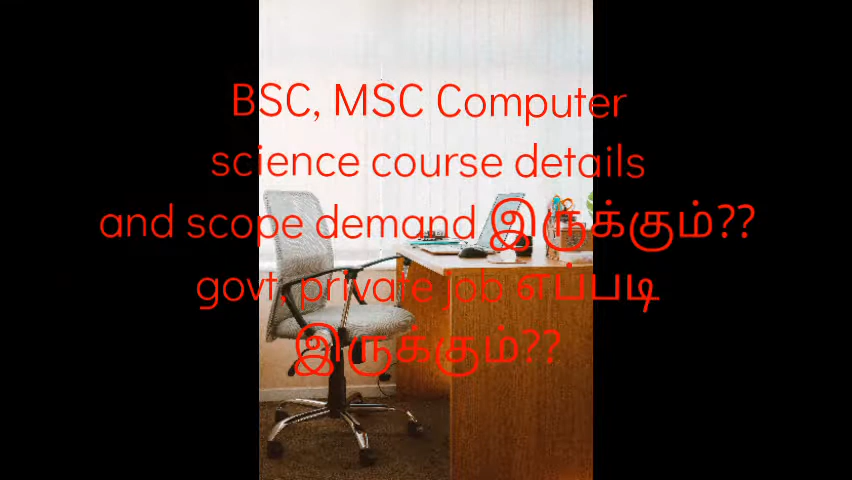 BSC, MSC Computer
science course details
and scope demand இருக்கும்??
govt, private job எப்படி
இருக்கும்??